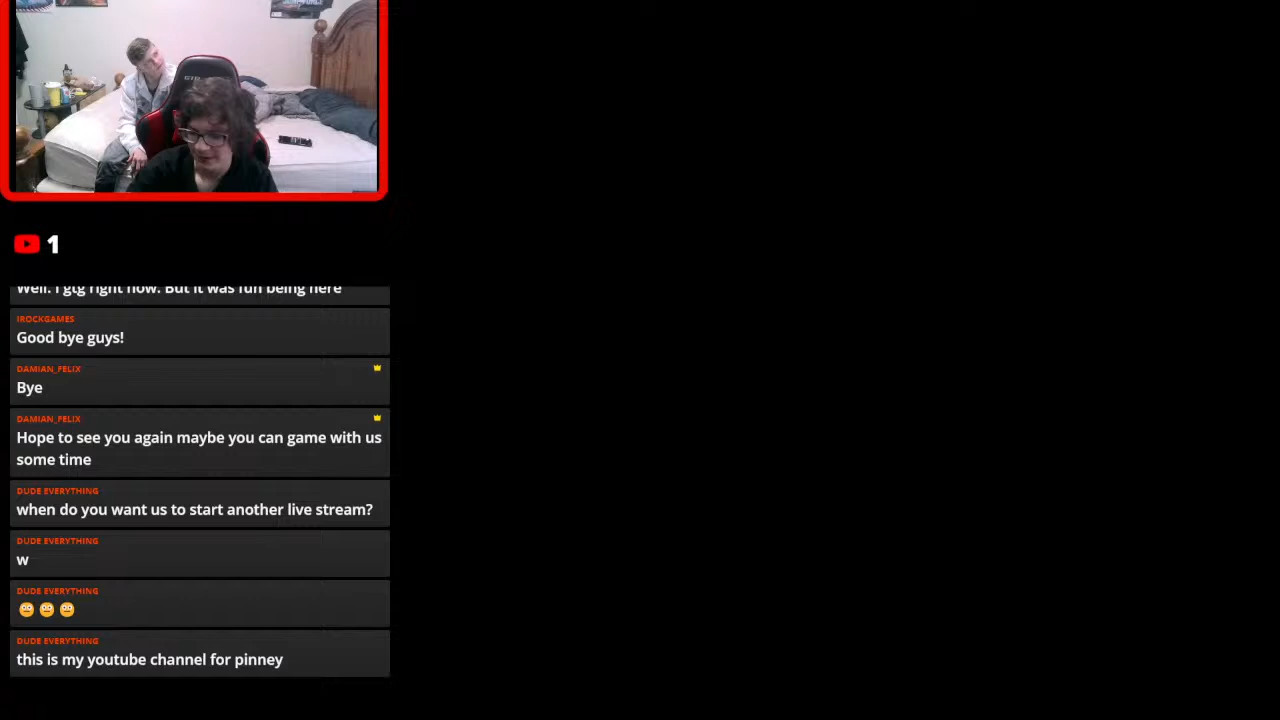 1
Well. I gtg right now. But it was fun being here
IROCKGAMES
Good bye guys!
DAMIAN_FELIX
Bye
DAMIAN_FELIX
Hope to see you again maybe you can game with us
some time
DUDE EVERYTHING
when do you want us to start another live stream?
DUDE EVERYTHING
w
DUDE EVERYTHING
😳 😳 😳
DUDE EVERYTHING
this is my youtube channel for pinney